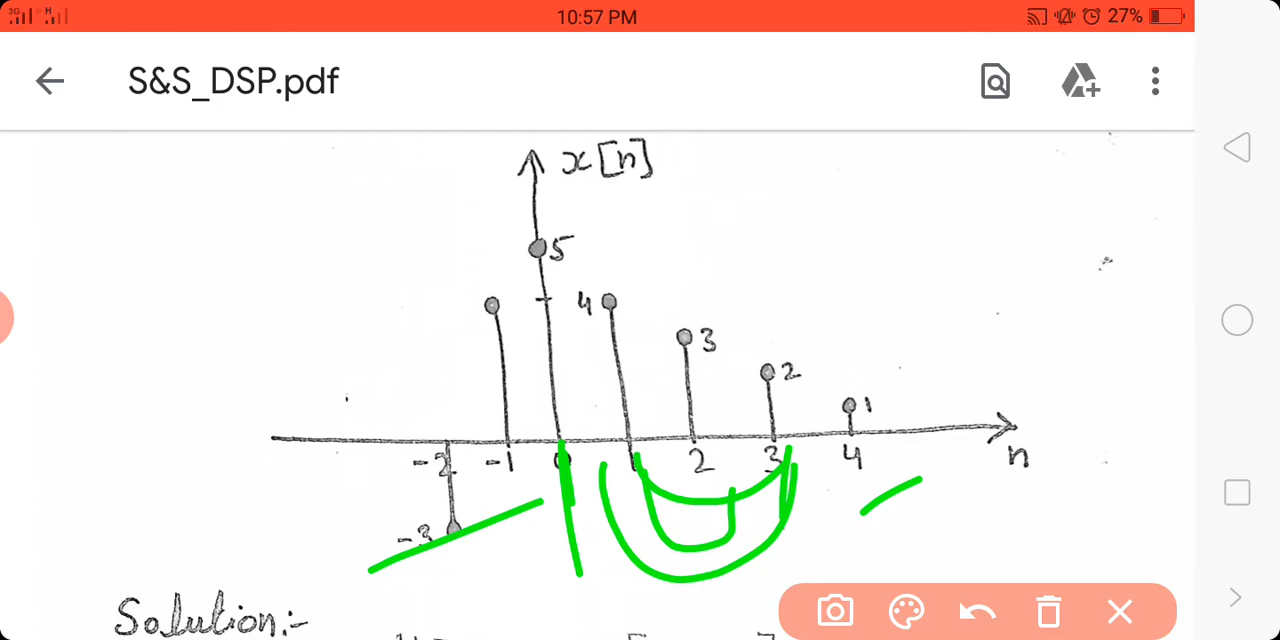 3G H 10:57 PM 27%
S&S_DSP.pdf
x[n]
5
4
3
2
1
-2 -1 0 1 2 3 4 n
-3
Solution:-